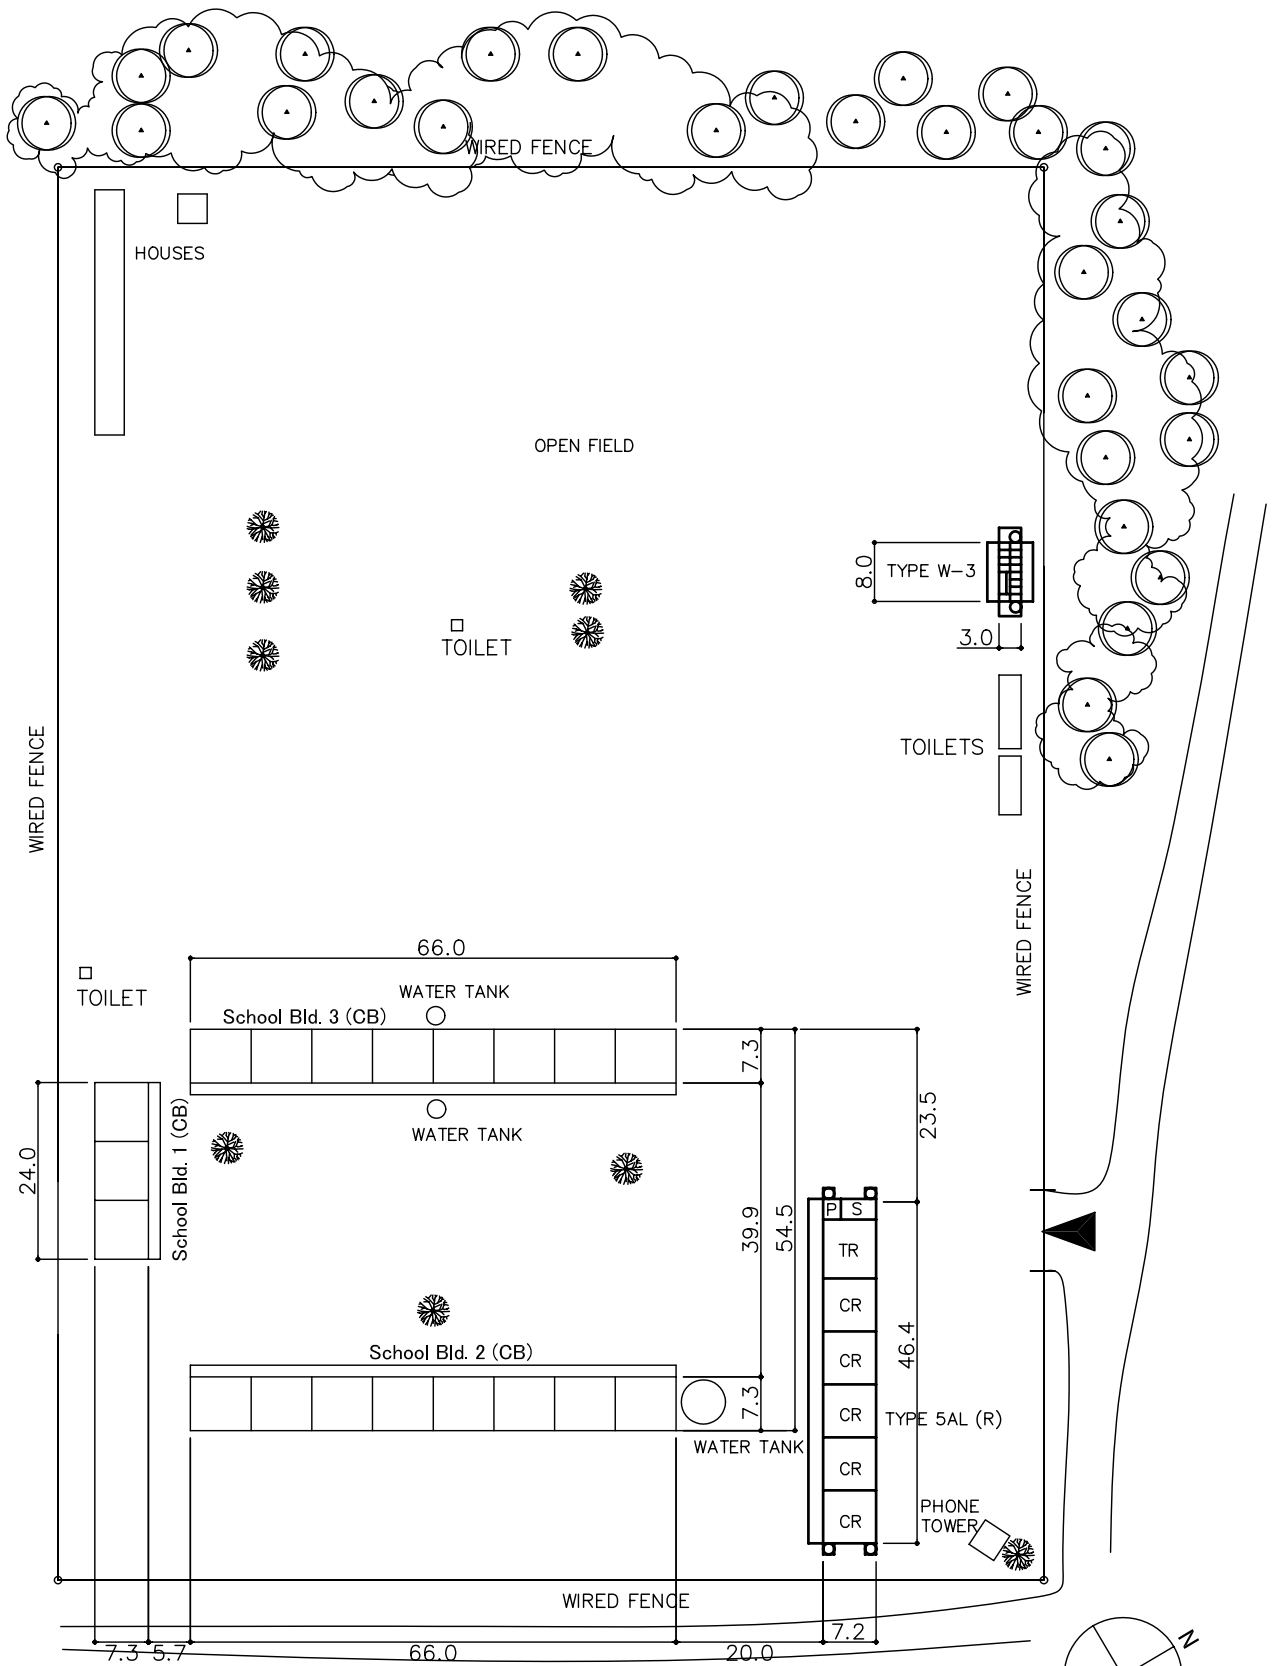 WIRED FENCE
HOUSES
OPEN FIELD
8.0
TYPE W-3
3.0
TOILET
TOILETS
WIRED FENCE
WIRED FENCE
66.0
TOILET
WATER TANK
School Bld. 3 (CB)
7.3
23.5
WATER TANK
24.0
School Bld. 1 (CB)
39.9
54.5
P S
TR
CR
CR
CR
CR
CR
46.4
School Bld. 2 (CB)
7.3
TYPE 5AL (R)
WATER TANK
PHONE
TOWER
WIRED FENCE
7.2
7.3 5.7 66.0 20.0
N